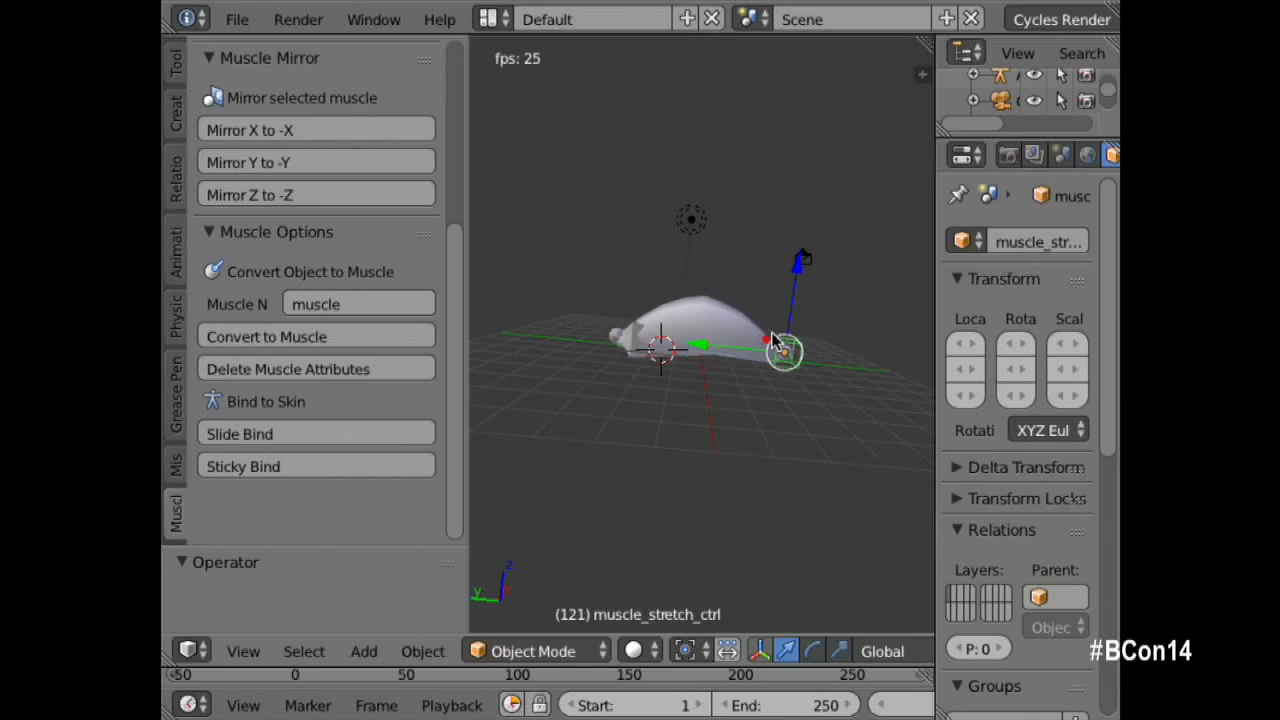 File Render Window Help Default Scene Cycles Render
Muscle Mirror
fps: 25
View Search
Tool
Mirror selected muscle
Creat
Mirror X to -X
Mirror Y to -Y
Relatio
Mirror Z to -Z
musc
Muscle Options
Animati
muscle_str...
Convert Object to Muscle
Transform
Muscle N muscle
Physic
Loca Rota Scal
Convert to Muscle
Delete Muscle Attributes
Grease Pen
Bind to Skin
Slide Bind
Rotati XYZ Eul
Mis
Sticky Bind
Delta Transform
Muscl
Transform Locks
Relations
Operator
Layers: Parent:
z
y
(121) muscle_stretch_ctrl
Objec
View Select Add Object Object Mode Global
P: 0
#BCon14
-50 0 50 100 150 200 250
Groups
View Marker Frame Playback Start: 1 End: 250